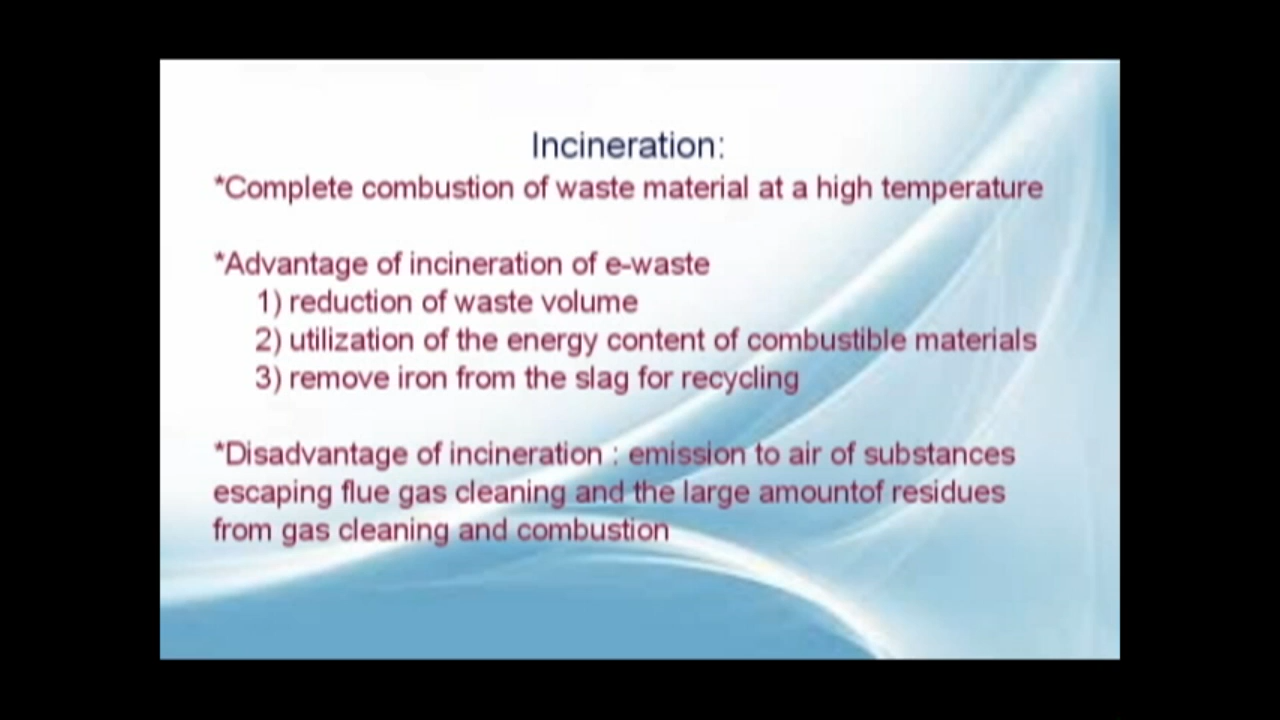 Incineration:
*Complete combustion of waste material at a high temperature
*Advantage of incineration of e-waste
1) reduction of waste volume
2) utilization of the energy content of combustible materials
3) remove iron from the slag for recycling
*Disadvantage of incineration : emission to air of substances
escaping flue gas cleaning and the large amountof residues
from gas cleaning and combustion